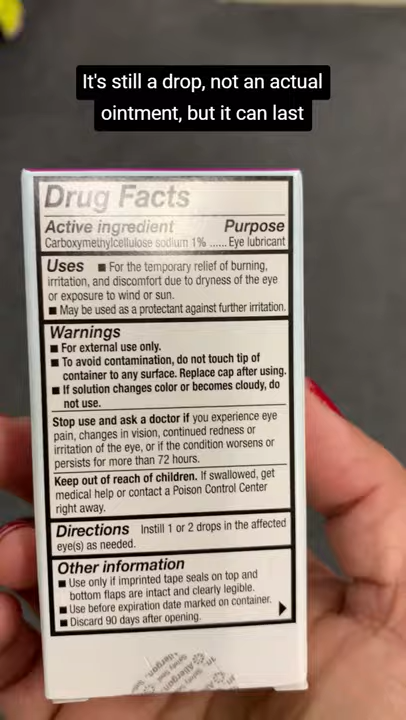 It's still a drop, not an actual
ointment, but it can last
Drug Facts
Active ingredient Purpose
Carboxymethylcellulose sodium 1% ...... Eye lubricant
Uses ■ For the temporary relief of burning,
irritation, and discomfort due to dryness of the eye
or exposure to wind or sun.
■ May be used as a protectant against further irritation.
Warnings
■ For external use only.
■ To avoid contamination, do not touch tip of
container to any surface. Replace cap after using.
■ If solution changes color or becomes cloudy, do
not use.
Stop use and ask a doctor if you experience eye
pain, changes in vision, continued redness or
irritation of the eye, or if the condition worsens or
persists for more than 72 hours.
Keep out of reach of children. If swallowed, get
medical help or contact a Poison Control Center
right away.
Directions Instill 1 or 2 drops in the affected
eye(s) as needed.
Other information
■ Use only if imprinted tape seals on top and
bottom flaps are intact and clearly legible.
■ Use before expiration date marked on container.
■ Discard 90 days after opening.
Allergan